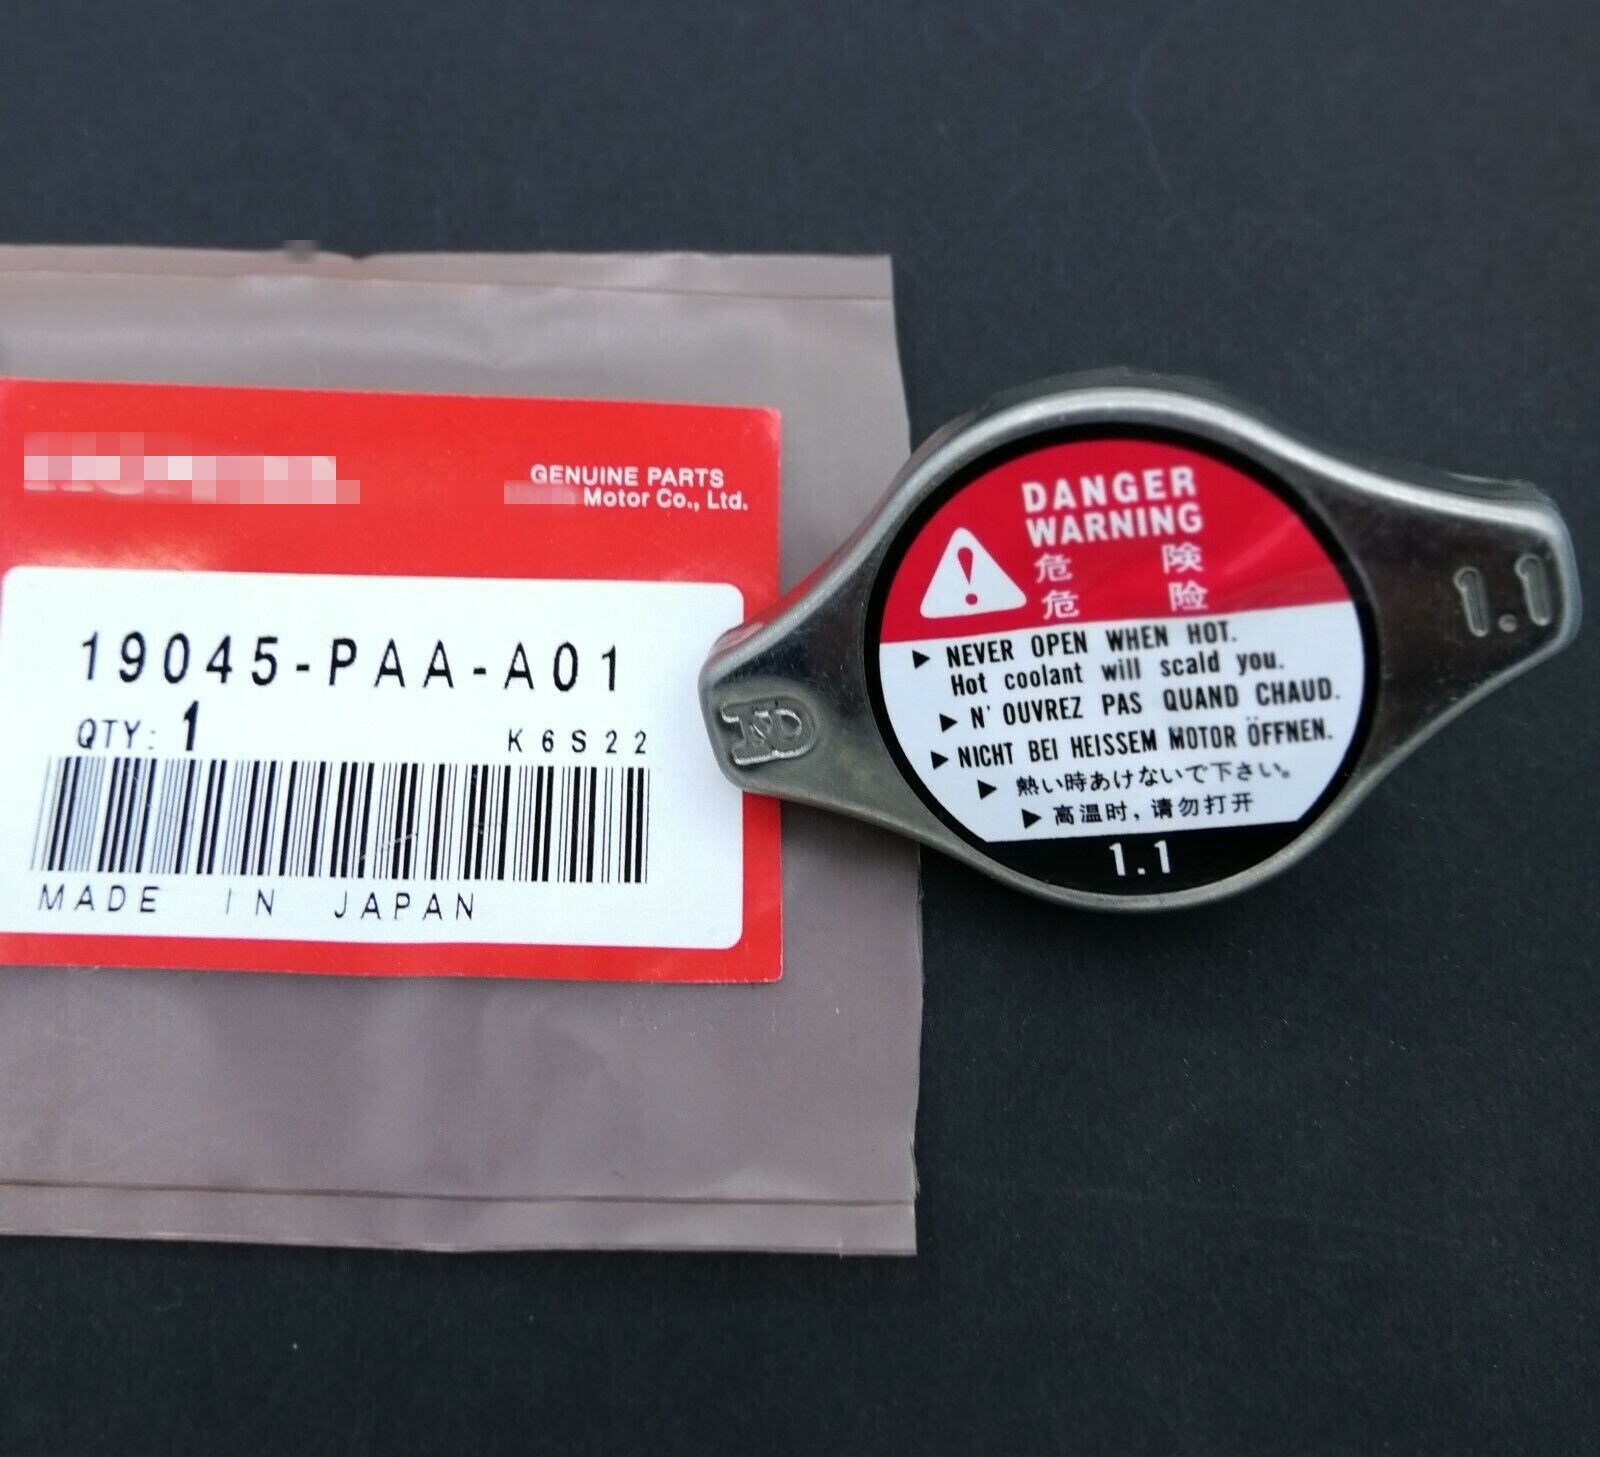 GENUINE PARTS
Motor Co., Ltd.
19045-PAA-A01
QTY: 1
K6S22
MADE IN JAPAN
DANGER
WARNING
危 険
危 险
▶ NEVER OPEN WHEN HOT.
Hot coolant will scald you.
▶ N' OUVREZ PAS QUAND CHAUD.
▶ NICHT BEI HEISSEM MOTOR ÖFFNEN.
▶ 熱い時あけないで下さい。
▶ 高温时，请勿打开
1.1
1.1